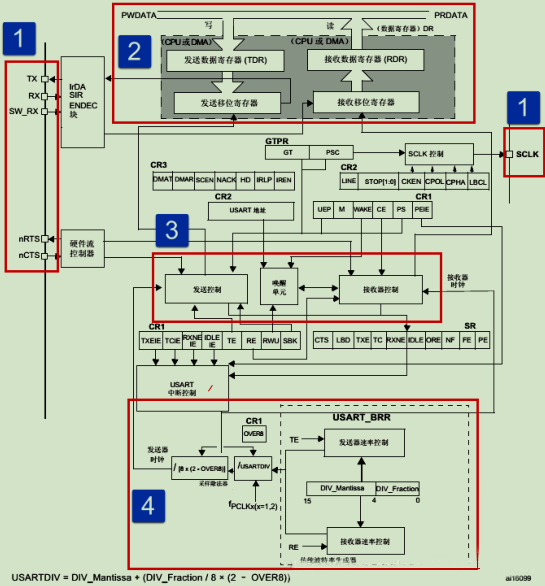 PWDATA
PRDATA
写
读
(数据寄存器) DR
1
2
(CPU 或 DMA)
(CPU 或 DMA)
发送数据寄存器 (TDR)
接收数据寄存器 (RDR)
TX
RX
SW_RX
IrDA
SIR
ENDEC
块
发送移位寄存器
接收移位寄存器
1
GTPR
GT
PSC
SCLK 控制
SCLK
CR3
DMAT
DMAR
SCEN
NACK
HD
IRLP
IREN
CR2
LINE
STOP[1:0]
CKEN
CPOL
CPHA
LBCL
CR2
USART 地址
CR1
UEP
M
WAKE
CE
PS
PEIE
nRTS
nCTS
硬件流
控制器
3
发送控制
唤醒
单元
接收器控制
接收器
时钟
CR1
TXEIE
TCIE
RXNE
IE
IDLE
IE
TE
RE
RWU
SBK
SR
CTS
LBD
TXE
TC
RXNE
IDLE
ORE
NF
FE
PE
USART
中断控制
USART_BRR
CR1
OVER8
发送器
时钟
TE
发送器速率控制
/ [8 x (2 - OVER8)]
/USARTDIV
采样除法器
DIV_Mantissa
DIV_Fraction
15
4
0
fPCLKx(x=1,2)
4
RE
接收器速率控制
传统波特率生成器
USARTDIV = DIV_Mantissa + (DIV_Fraction / 8 × (2 - OVER8))
ai16099